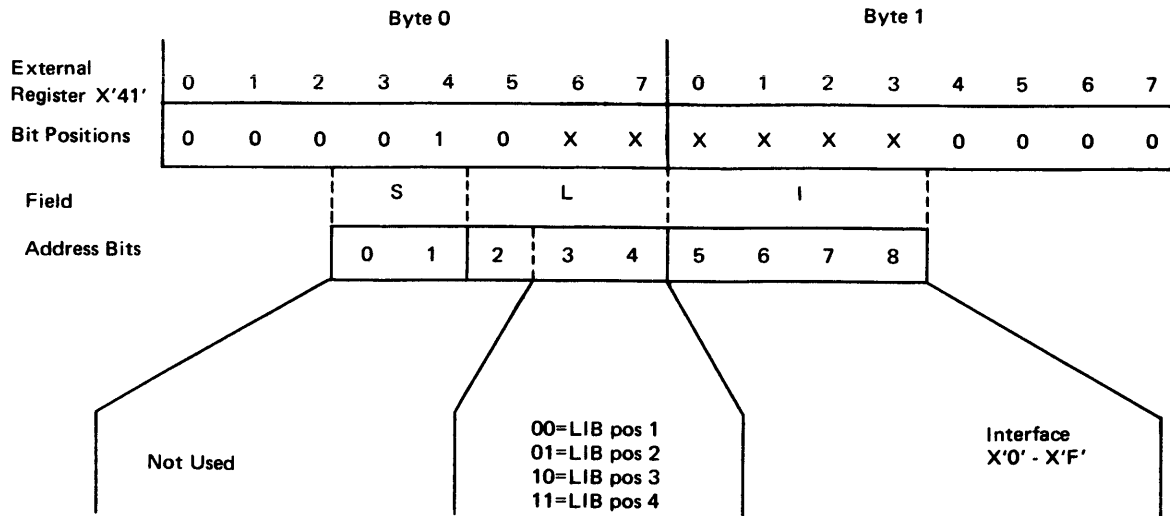 Byte 0 Byte 1
External
Register X'41' 0 1 2 3 4 5 6 7 0 1 2 3 4 5 6 7
Bit Positions 0 0 0 0 1 0 X X X X X X 0 0 0 0
Field S L I
Address Bits 0 1 2 3 4 5 6 7 8
Not Used
00=LIB pos 1
01=LIB pos 2
10=LIB pos 3
11=LIB pos 4
Interface
X'0' - X'F'